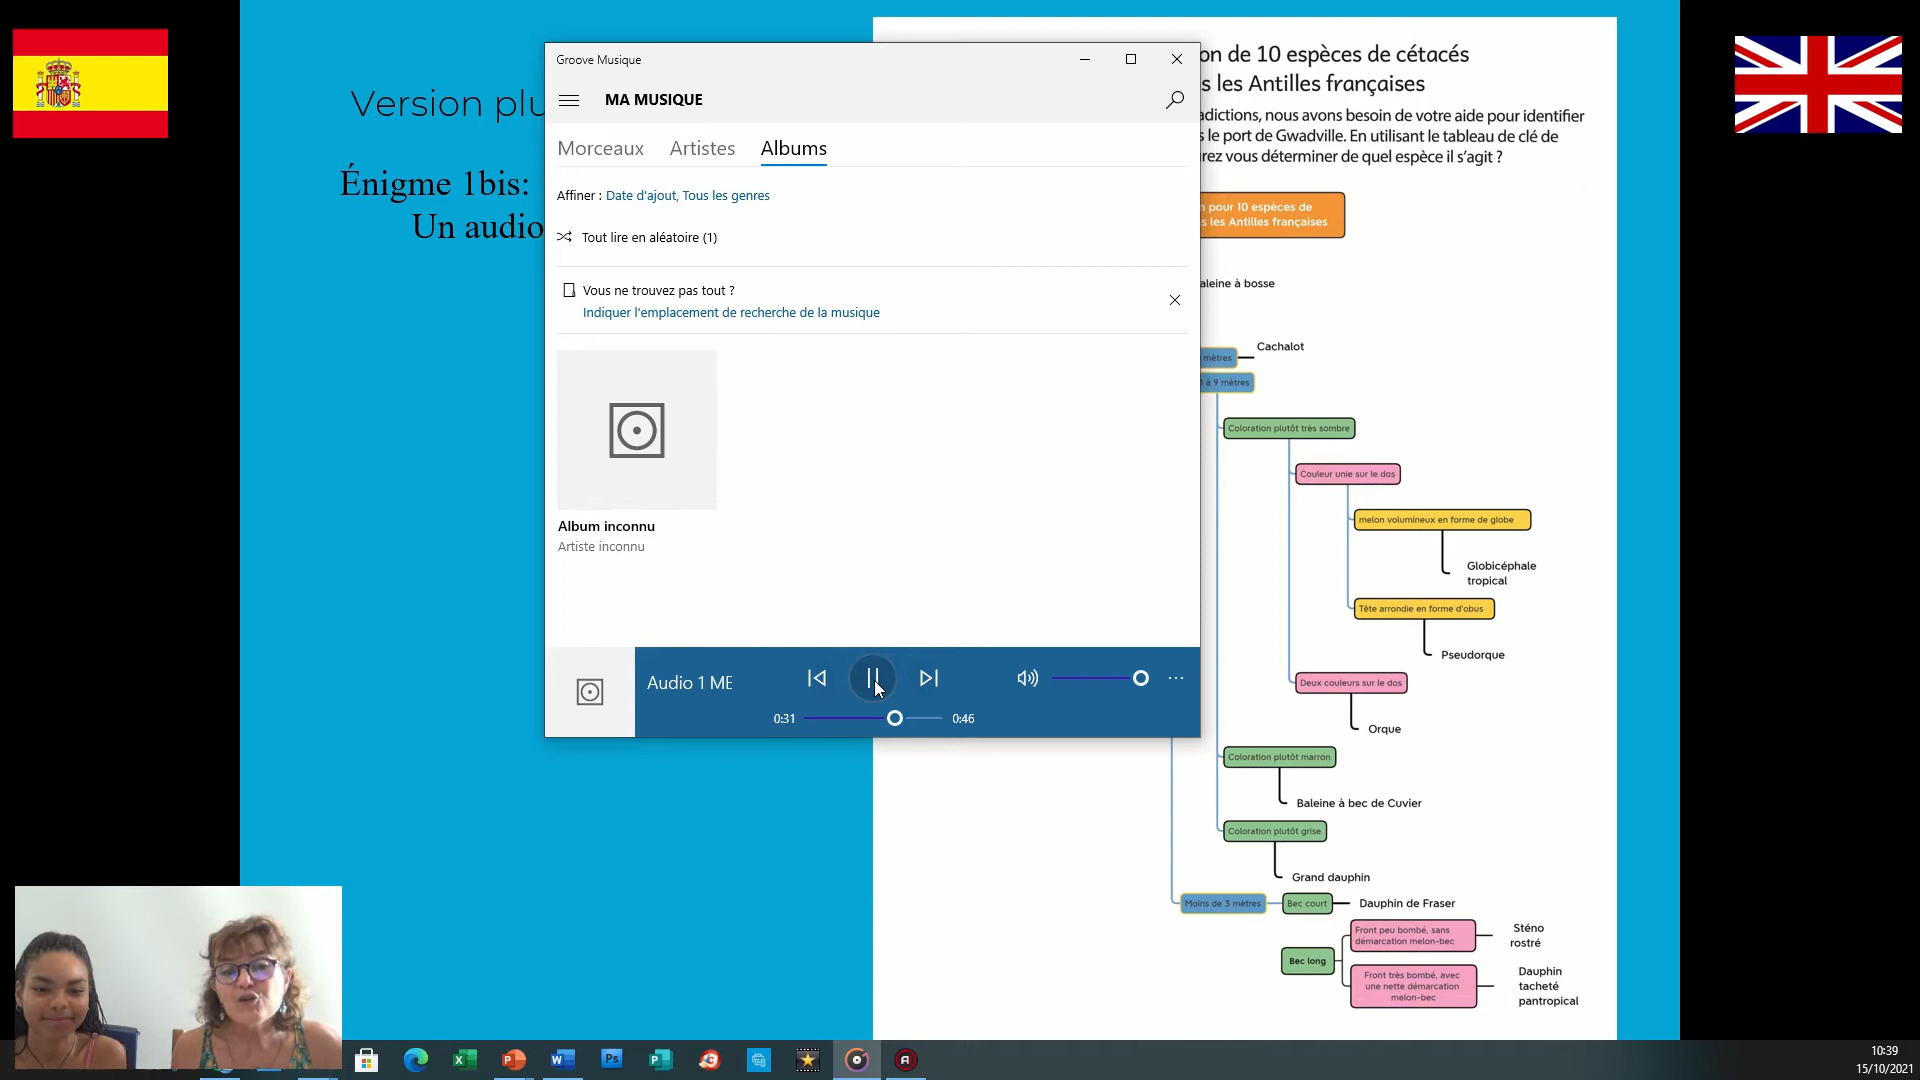 Version plu
Énigme 1bis:
Un audio
Groove Musique
MA MUSIQUE
Morceaux
Artistes
Albums
Affiner : Date d'ajout, Tous les genres
Tout lire en aléatoire (1)
Vous ne trouvez pas tout ?
Indiquer l'emplacement de recherche de la musique
Album inconnu
Artiste inconnu
Audio 1 ME
0:31
0:46
on de 10 espèces de cétacés
s les Antilles françaises
adictions, nous avons besoin de votre aide pour identifier
s le port de Gwadville. En utilisant le tableau de clé de
rez vous déterminer de quel espèce il s'agit ?
n pour 10 espèces de
s les Antilles françaises
aleine à bosse
mètres
Cachalot
à 9 mètres
Coloration plutôt très sombre
Couleur unie sur le dos
melon volumineux en forme de globe
Globicéphale
tropical
Tête arrondie en forme d'obus
Pseudorque
Deux couleurs sur le dos
Orque
Coloration plutôt marron
Baleine à bec de Cuvier
Coloration plutôt grise
Grand dauphin
Moins de 3 mètres
Bec court
Dauphin de Fraser
Front peu bombé, sans
démarcation melon-bec
Sténo
rostré
Bec long
Front très bombé, avec
une nette démarcation
melon-bec
Dauphin
tacheté
pantropical
10:39
15/10/2021